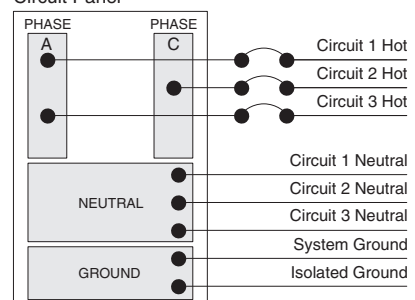 Circuit Panel
PHASE PHASE
A C
Circuit 1 Hot
Circuit 2 Hot
Circuit 3 Hot
Circuit 1 Neutral
NEUTRAL Circuit 2 Neutral
Circuit 3 Neutral
System Ground
GROUND Isolated Ground